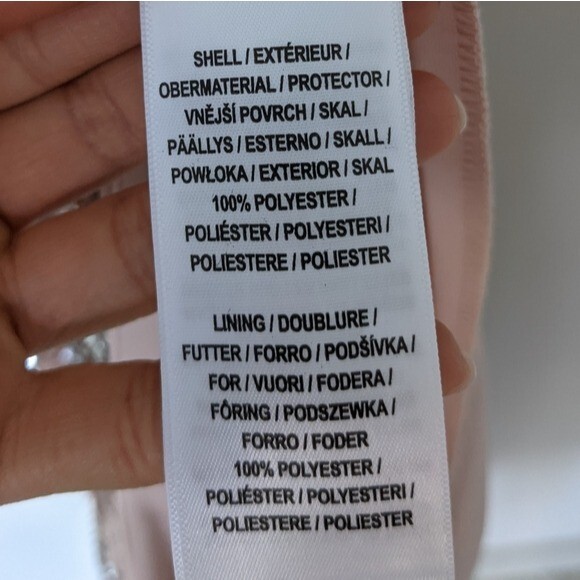 SHELL / EXTÉRIEUR /
OBERMATERIAL / PROTECTOR /
VNĚJŠÍ POVRCH / SKAL /
PÄÄLLYS / ESTERNO / SKALL /
POWŁOKA / EXTERIOR / SKAL
100% POLYESTER /
POLIÉSTER / POLYESTERI /
POLIESTERE / POLIESTER
LINING / DOUBLURE /
FUTTER / FORRO / PODŠÍVKA /
FOR / VUORI / FODERA /
FÔRING / PODSZEWKA /
FORRO / FODER
100% POLYESTER /
POLIÉSTER / POLYESTERI /
POLIESTERE / POLIESTER